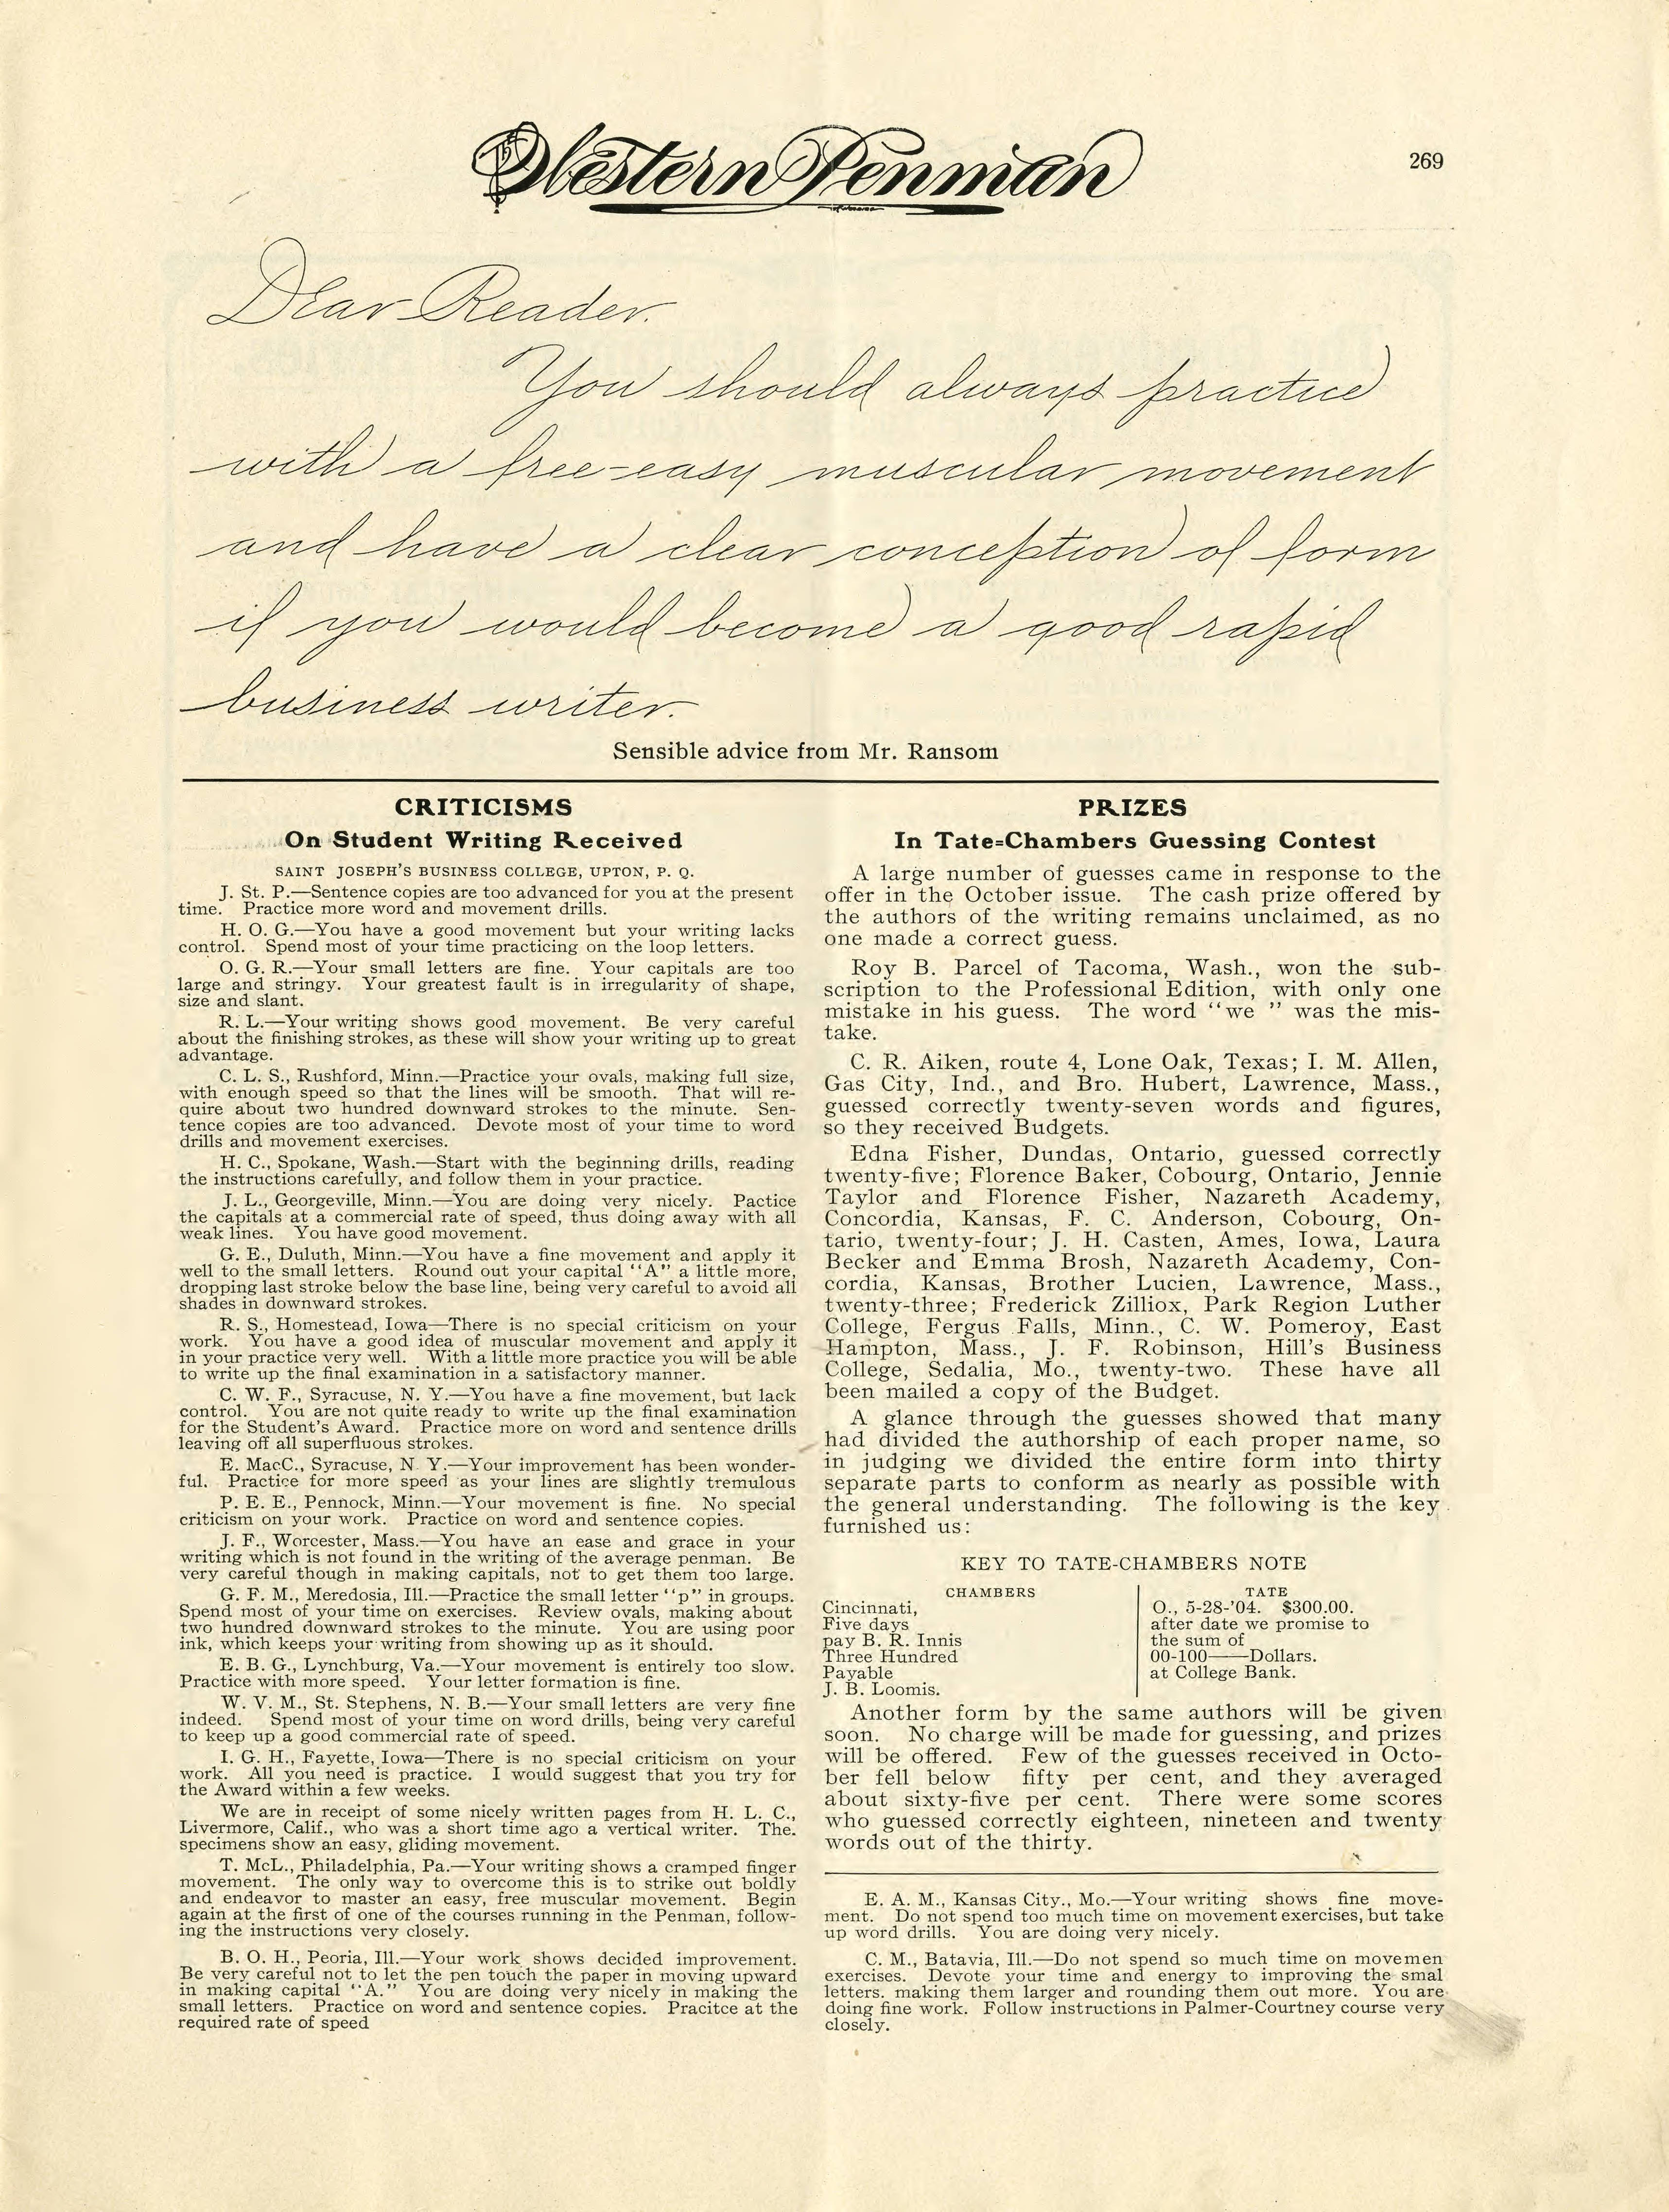 Western Penman
269
Dear Reader.
You should always practice
with a free-easy muscular movement
and have a clear conception of form
if you would become a good rapid
business writer.
Sensible advice from Mr. Ransom
CRITICISMS
On Student Writing Received
SAINT JOSEPH'S BUSINESS COLLEGE, UPTON, P. Q.
J. St. P.—Sentence copies are too advanced for you at the present
time. Practice more word and movement drills.
H. O. G.—You have a good movement but your writing lacks
control. Spend most of your time practicing on the loop letters.
O. G. R.—Your small letters are fine. Your capitals are too
large and stringy. Your greatest fault is in irregularity of shape,
size and slant.
R. L.—Your writing shows good movement. Be very careful
about the finishing strokes, as these will show your writing up to great
advantage.
C. L. S., Rushford, Minn.—Practice your ovals, making full size,
with enough speed so that the lines will be smooth. That will re-
quire about two hundred downward strokes to the minute. Sen-
tence copies are too advanced. Devote most of your time to word
drills and movement exercises.
H. C., Spokane, Wash.—Start with the beginning drills, reading
the instructions carefully, and follow them in your practice.
J. L., Georgeville, Minn.—You are doing very nicely. Pactice
the capitals at a commercial rate of speed, thus doing away with all
weak lines. You have good movement.
G. E., Duluth, Minn.—You have a fine movement and apply it
well to the small letters. Round out your capital "A" a little more,
dropping last stroke below the base line, being very careful to avoid all
shades in downward strokes.
R. S., Homestead, Iowa—There is no special criticism on your
work. You have a good idea of muscular movement and apply it
in your practice very well. With a little more practice you will be able
to write up the final examination in a satisfactory manner.
C. W. F., Syracuse, N. Y.—You have a fine movement, but lack
control. You are not quite ready to write up the final examination
for the Student's Award. Practice more on word and sentence drills
leaving off all superfluous strokes.
E. MacC., Syracuse, N Y.—Your improvement has been wonder-
ful. Practice for more speed as your lines are slightly tremulous
P. E. E., Pennock, Minn.—Your movement is fine. No special
criticism on your work. Practice on word and sentence copies.
J. F., Worcester, Mass.—You have an ease and grace in your
writing which is not found in the writing of the average penman. Be
very careful though in making capitals, not to get them too large.
G. F. M., Meredosia, Ill.—Practice the small letter "p" in groups.
Spend most of your time on exercises. Review ovals, making about
two hundred downward strokes to the minute. You are using poor
ink, which keeps your writing from showing up as it should.
E. B. G., Lynchburg, Va.—Your movement is entirely too slow.
Practice with more speed. Your letter formation is fine.
W. V. M., St. Stephens, N. B.—Your small letters are very fine
indeed. Spend most of your time on word drills, being very careful
to keep up a good commercial rate of speed.
I. G. H., Fayette, Iowa—There is no special criticism on your
work. All you need is practice. I would suggest that you try for
the Award within a few weeks.
We are in receipt of some nicely written pages from H. L. C.,
Livermore, Calif., who was a short time ago a vertical writer. The.
specimens show an easy, gliding movement.
T. McL., Philadelphia, Pa.—Your writing shows a cramped finger
movement. The only way to overcome this is to strike out boldly
and endeavor to master an easy, free muscular movement. Begin
again at the first of one of the courses running in the Penman, follow-
ing the instructions very closely.
B. O. H., Peoria, Ill.—Your work shows decided improvement.
Be very careful not to let the pen touch the paper in moving upward
in making capital "A." You are doing very nicely in making the
small letters. Practice on word and sentence copies. Pracitce at the
required rate of speed
PRIZES
In Tate-Chambers Guessing Contest
A large number of guesses came in response to the
offer in the October issue. The cash prize offered by
the authors of the writing remains unclaimed, as no
one made a correct guess.
Roy B. Parcel of Tacoma, Wash., won the sub-
scription to the Professional Edition, with only one
mistake in his guess. The word "we " was the mis-
take.
C. R. Aiken, route 4, Lone Oak, Texas; I. M. Allen,
Gas City, Ind., and Bro. Hubert, Lawrence, Mass.,
guessed correctly twenty-seven words and figures,
so they received Budgets.
Edna Fisher, Dundas, Ontario, guessed correctly
twenty-five; Florence Baker, Cobourg, Ontario, Jennie
Taylor and Florence Fisher, Nazareth Academy,
Concordia, Kansas, F. C. Anderson, Cobourg, On-
tario, twenty-four; J. H. Casten, Ames, Iowa, Laura
Becker and Emma Brosh, Nazareth Academy, Con-
cordia, Kansas, Brother Lucien, Lawrence, Mass.,
twenty-three; Frederick Zilliox, Park Region Luther
College, Fergus Falls, Minn., C. W. Pomeroy, East
Hampton, Mass., J. F. Robinson, Hill's Business
College, Sedalia, Mo., twenty-two. These have all
been mailed a copy of the Budget.
A glance through the guesses showed that many
had divided the authorship of each proper name, so
in judging we divided the entire form into thirty
separate parts to conform as nearly as possible with
the general understanding. The following is the key
furnished us:
KEY TO TATE-CHAMBERS NOTE
CHAMBERS
Cincinnati,
Five days
pay B. R. Innis
Three Hundred
Payable
J. B. Loomis.
TATE
O., 5-28-'04. $300.00.
after date we promise to
the sum of
00-100——Dollars.
at College Bank.
Another form by the same authors will be given
soon. No charge will be made for guessing, and prizes
will be offered. Few of the guesses received in Octo-
ber fell below fifty per cent, and they averaged
about sixty-five per cent. There were some scores
who guessed correctly eighteen, nineteen and twenty
words out of the thirty.
E. A. M., Kansas City., Mo.—Your writing shows fine move-
ment. Do not spend too much time on movement exercises, but take
up word drills. You are doing very nicely.
C. M., Batavia, Ill.—Do not spend so much time on movemen
exercises. Devote your time and energy to improving the smal
letters. making them larger and rounding them out more. You are
doing fine work. Follow instructions in Palmer-Courtney course very
closely.